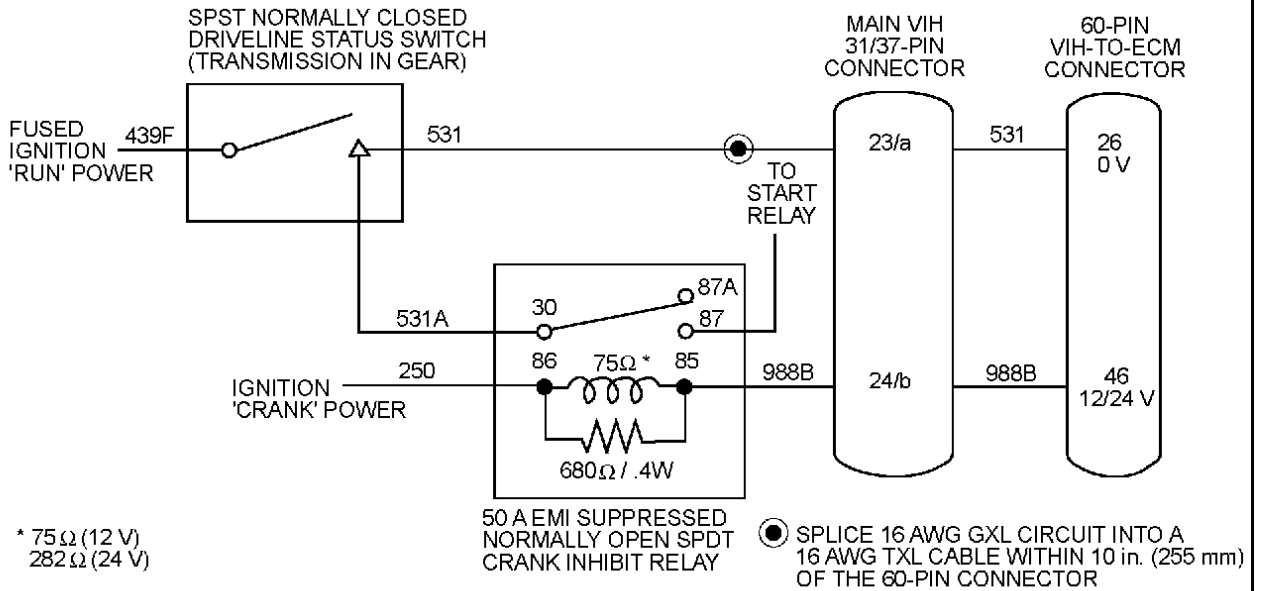 SPST NORMALLY CLOSED
DRIVELINE STATUS SWITCH
(TRANSMISSION IN GEAR)
MAIN VIH
31/37-PIN
CONNECTOR
60-PIN
VIH-TO-ECM
CONNECTOR
FUSED
IGNITION
'RUN' POWER
439F
531
23/a
531
26
0 V
TO
START
RELAY
87A
30
87
531A
86
75Ω *
85
250
988B
24/b
988B
46
12/24 V
IGNITION
'CRANK' POWER
680Ω / .4W
50 A EMI SUPPRESSED
NORMALLY OPEN SPDT
CRANK INHIBIT RELAY
* 75 Ω (12 V)
282 Ω (24 V)
SPLICE 16 AWG GXL CIRCUIT INTO A
16 AWG TXL CABLE WITHIN 10 in. (255 mm)
OF THE 60-PIN CONNECTOR